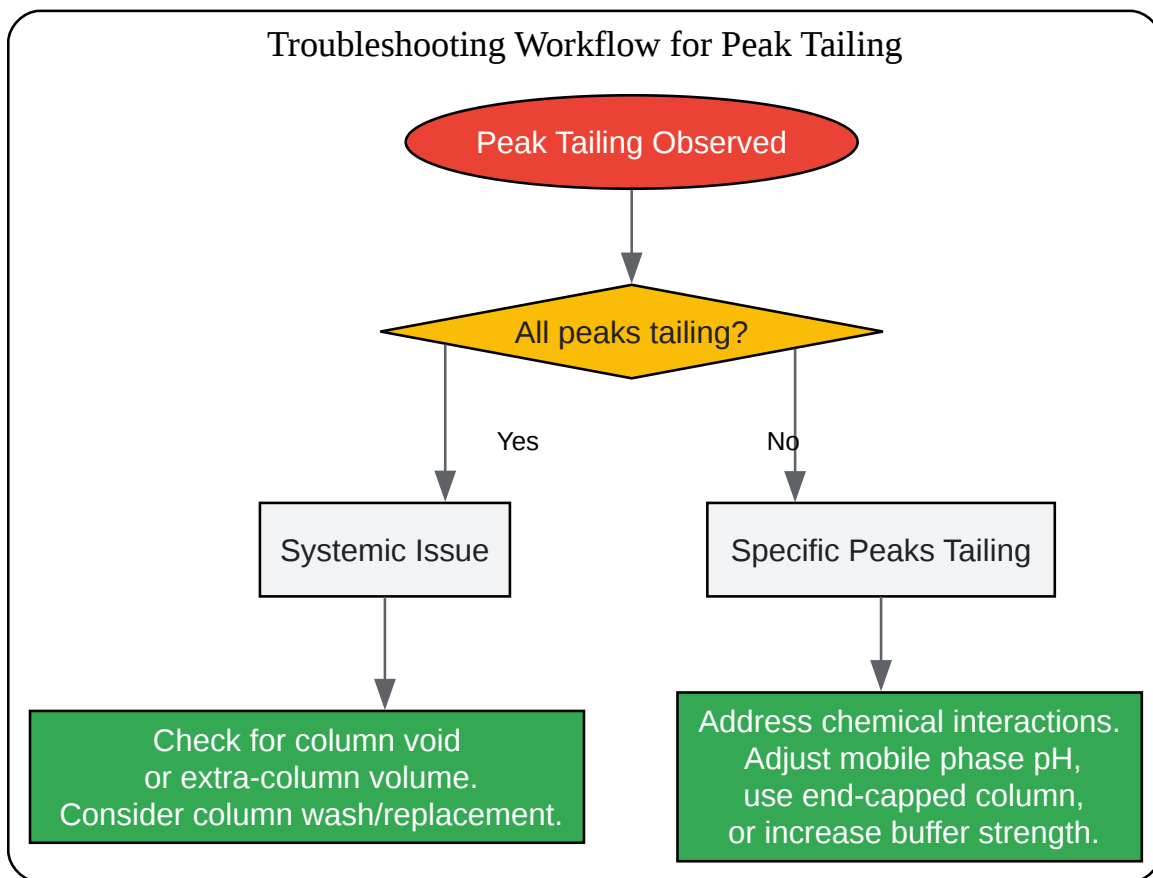 Troubleshooting Workflow for Peak Tailing
Peak Tailing Observed
All peaks tailing?
Yes
No
Systemic Issue
Specific Peaks Tailing
Check for column void
or extra-column volume.
Consider column wash/replacement.
Address chemical interactions.
Adjust mobile phase pH,
use end-capped column,
or increase buffer strength.